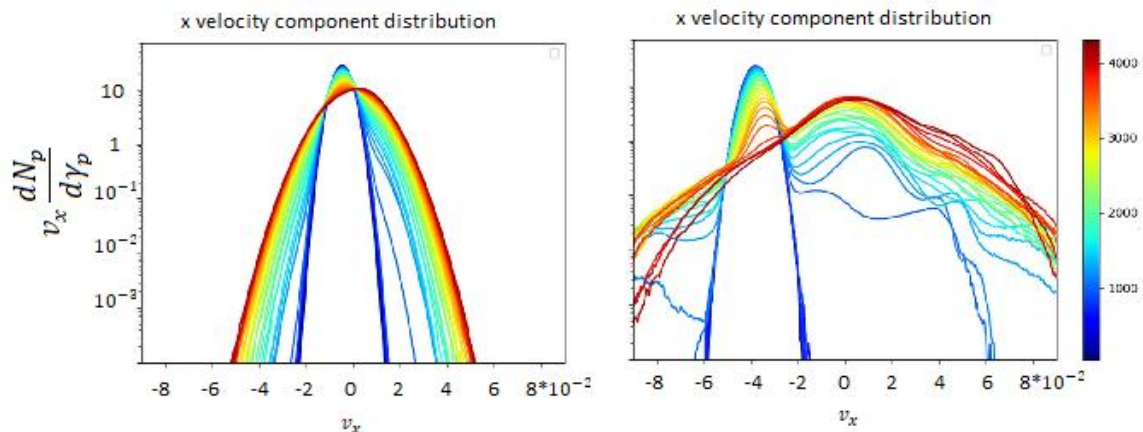 x velocity component distribution
x velocity component distribution
10
1
10⁻¹
10⁻²
10⁻³
v_x dN_p/dγ_p
-8 -6 -4 -2 0 2 4 6 8*10⁻²
v_x
-8 -6 -4 -2 0 2 4 6 8*10⁻²
v_x
4000
3000
2000
1000